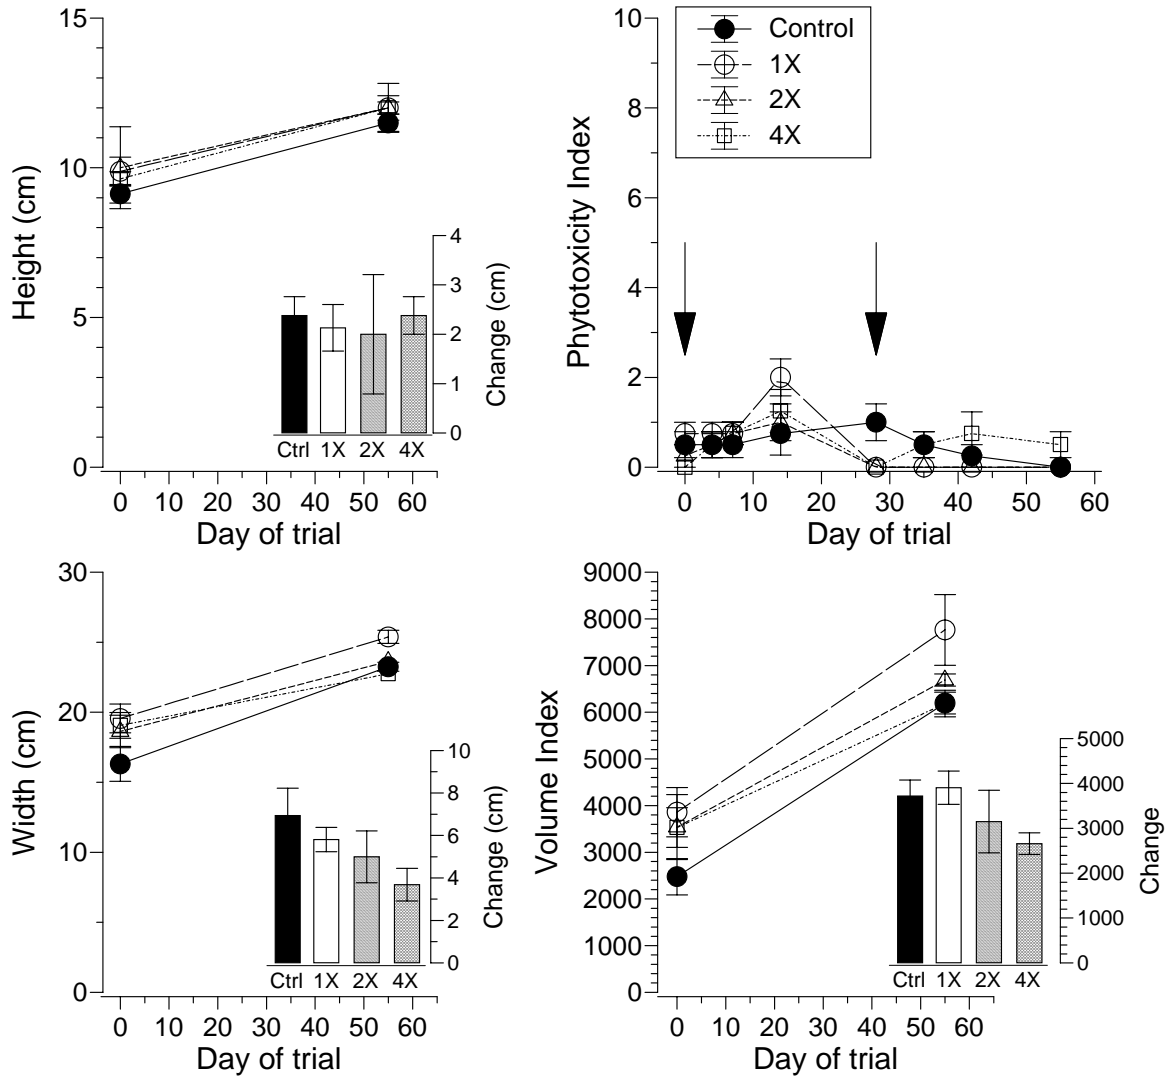 15
10
5
0
Height (cm)
4
3
2
1
0
Change (cm)
Ctrl 1X 2X 4X
0 10 20 30 40 50 60
Day of trial
Control
1X
2X
4X
10
8
6
4
2
0
Phytotoxicity Index
0 10 20 30 40 50 60
Day of trial
30
20
10
0
Width (cm)
10
8
6
4
2
0
Change (cm)
Ctrl 1X 2X 4X
0 10 20 30 40 50 60
Day of trial
9000
8000
7000
6000
5000
4000
3000
2000
1000
0
Volume Index
5000
4000
3000
2000
1000
0
Change
Ctrl 1X 2X 4X
0 10 20 30 40 50 60
Day of trial